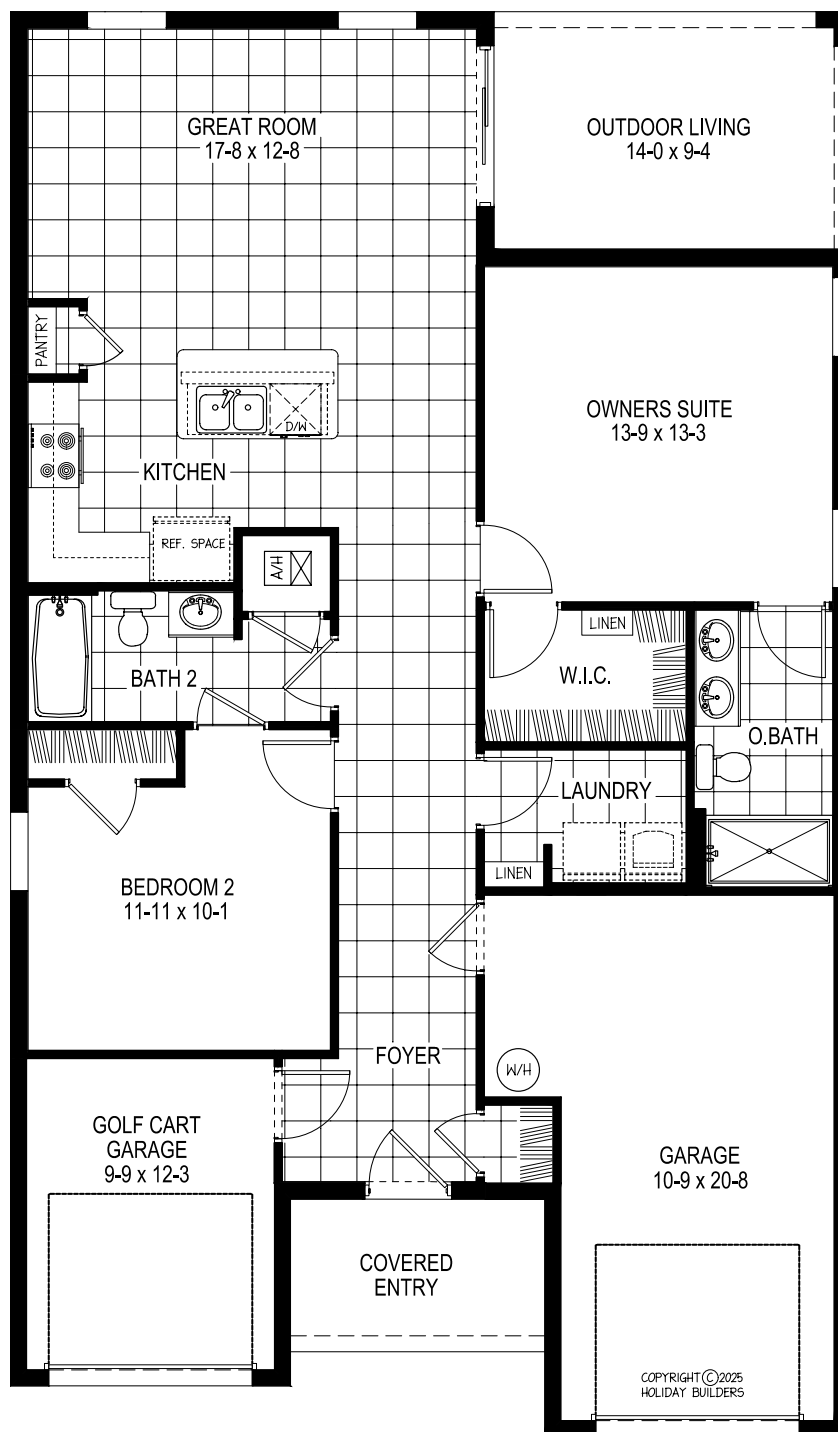 GREAT ROOM
17-8 x 12-8
OUTDOOR LIVING
14-0 x 9-4
PANTRY
D/W
KITCHEN
OWNERS SUITE
13-9 x 13-3
REF. SPACE
A/H
LINEN
BATH 2
W.I.C.
O.BATH
LAUNDRY
LINEN
BEDROOM 2
11-11 x 10-1
FOYER
W/H
GOLF CART
GARAGE
9-9 x 12-3
GARAGE
10-9 x 20-8
COVERED
ENTRY
COPYRIGHT©2025
HOLIDAY BUILDERS